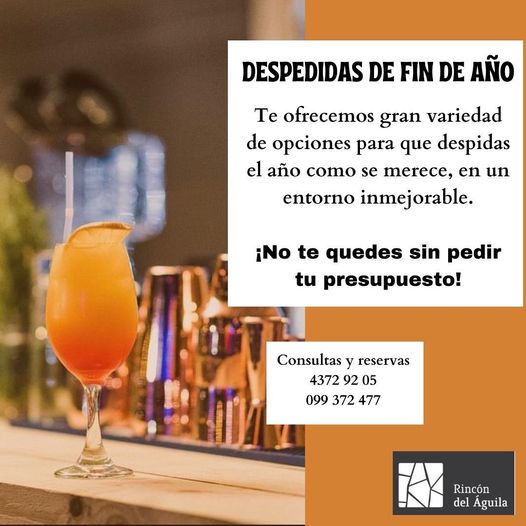 DESPEDIDAS DE FIN DE AÑO
Te ofrecemos gran variedad
de opciones para que despidas
el año como se merece, en un
entorno inmejorable.
¡No te quedes sin pedir
tu presupuesto!
Consultas y reservas
4372 92 05
099 372 477
Rincón
del Águila